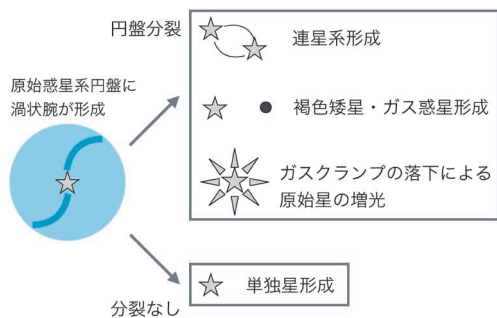 円盤分裂
連星系形成
原始惑星系円盤に
渦状腕が形成
褐色矮星・ガス惑星形成
ガスクランプの落下による
原始星の増光
単独星形成
分裂なし